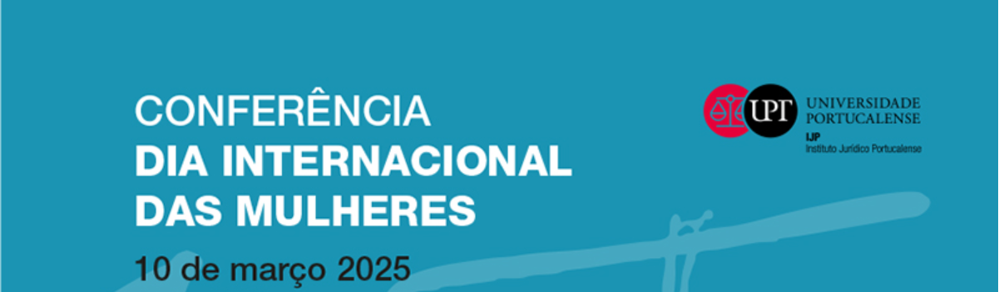 CONFERÊNCIA
DIA INTERNACIONAL
DAS MULHERES
10 de março 2025
UPT
UNIVERSIDADE
PORTUCALENSE
IJP
Instituto Jurídico Portucalense